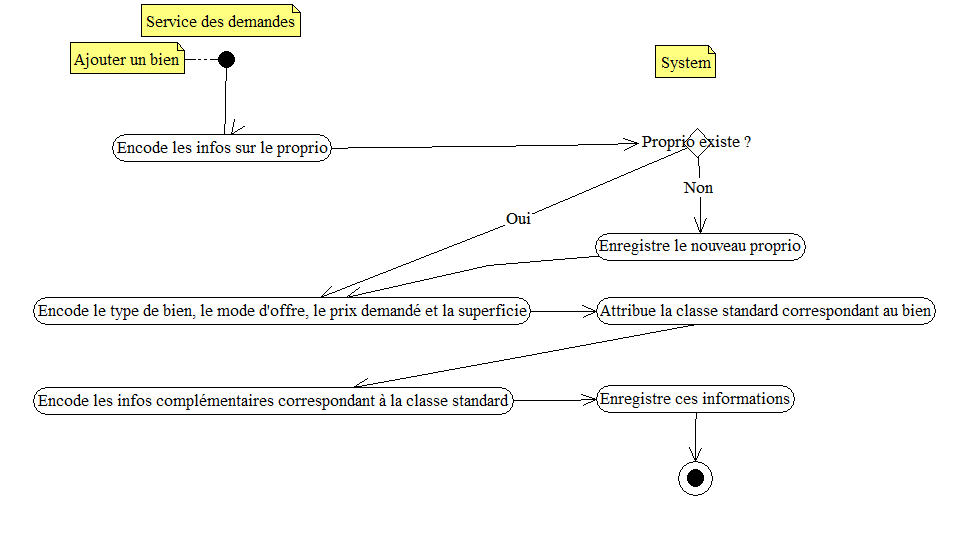 Service des demandes
Ajouter un bien
System
Encode les infos sur le proprio
Proprio existe ?
Non
Oui
Enregistre le nouveau proprio
Encode le type de bien, le mode d'offre, le prix demandé et la superficie
Attribue la classe standard correspondant au bien
Encode les infos complémentaires correspondant à la classe standard
Enregistre ces informations